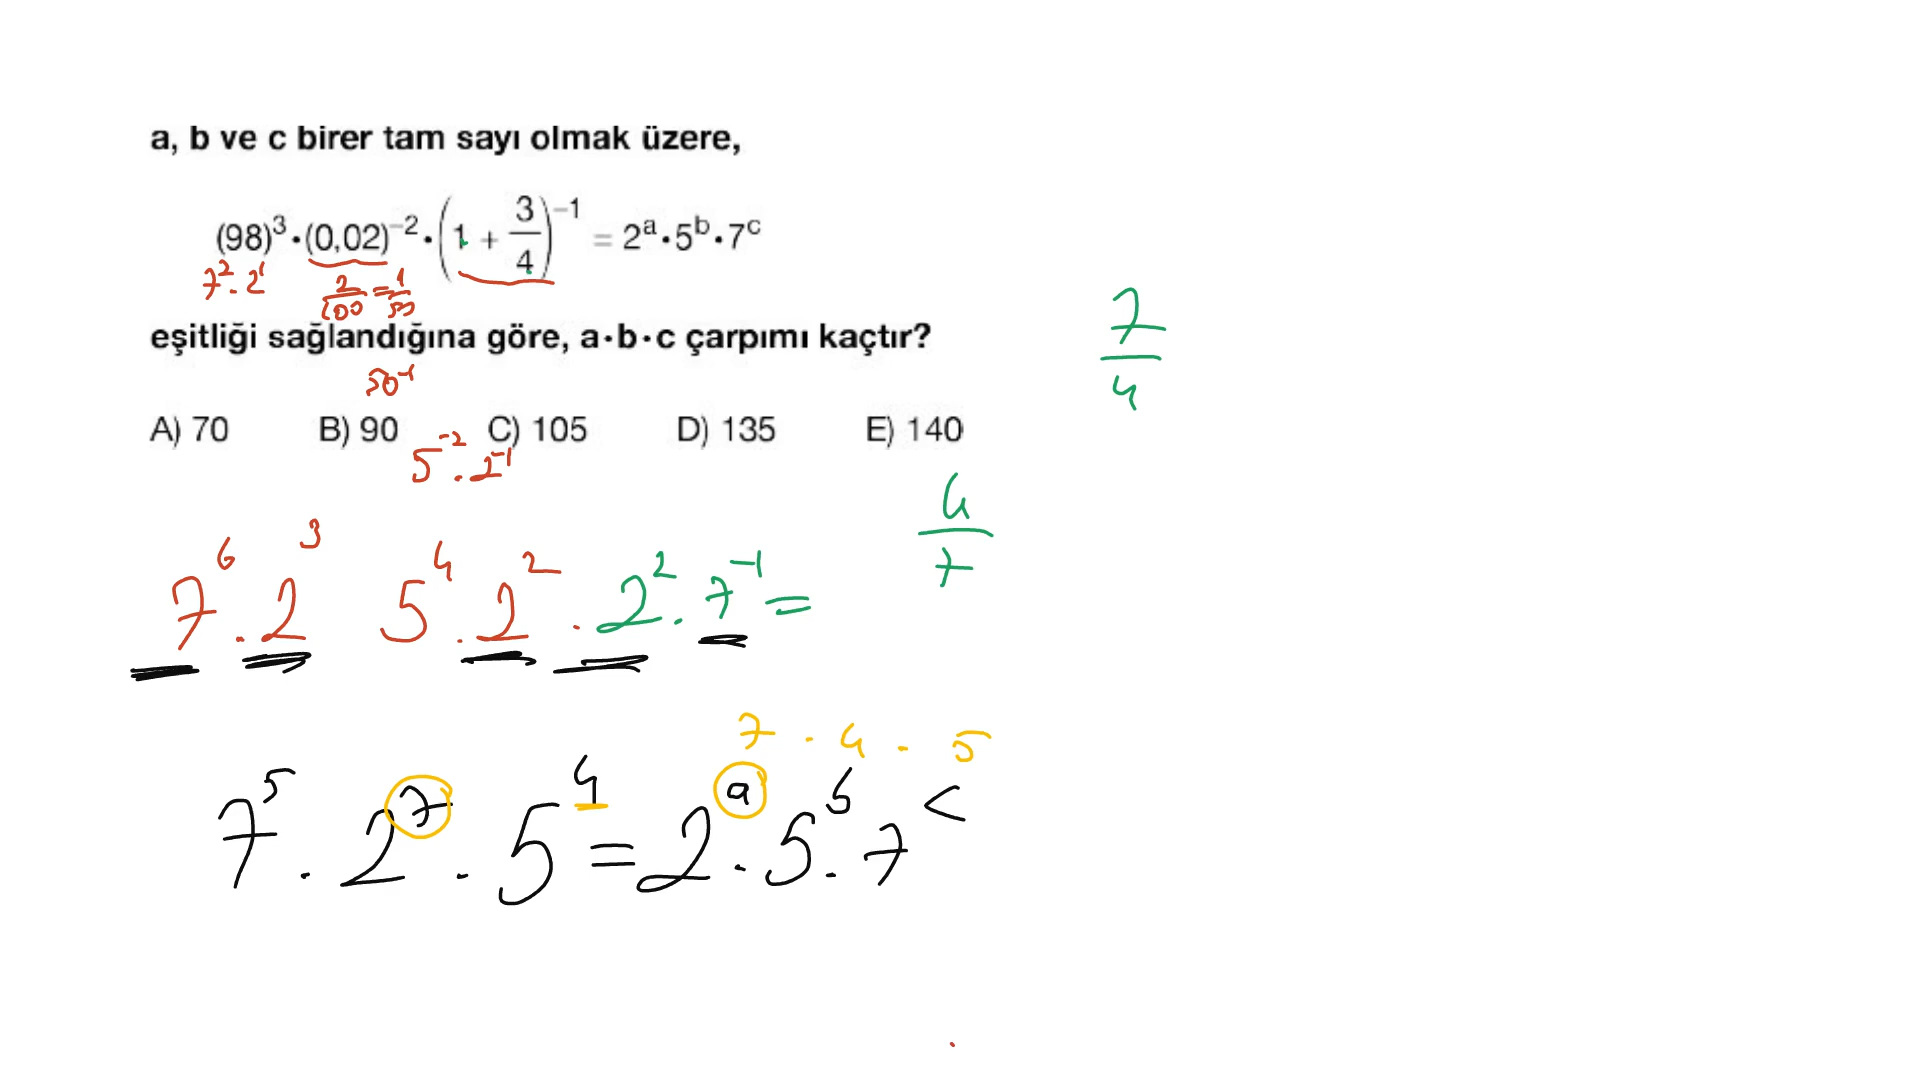 a, b ve c birer tam sayı olmak üzere,
(98)³·(0,02)⁻²·(1 + 3/4)⁻¹ = 2ᵃ·5ᵇ·7ᶜ
7²·2¹ 2/100 = 1/50
7/4
eşitliği sağlandığına göre, a·b·c çarpımı kaçtır?
50⁻¹
A) 70 B) 90 C) 105 D) 135 E) 140
5⁻²·2⁻¹
4/7
7⁶·2³ 5⁴·2²·2²·7⁻¹ =
7 · 4 · 5
7⁵·2⁷·5⁴ = 2ᵃ·5ᵇ·7ᶜ